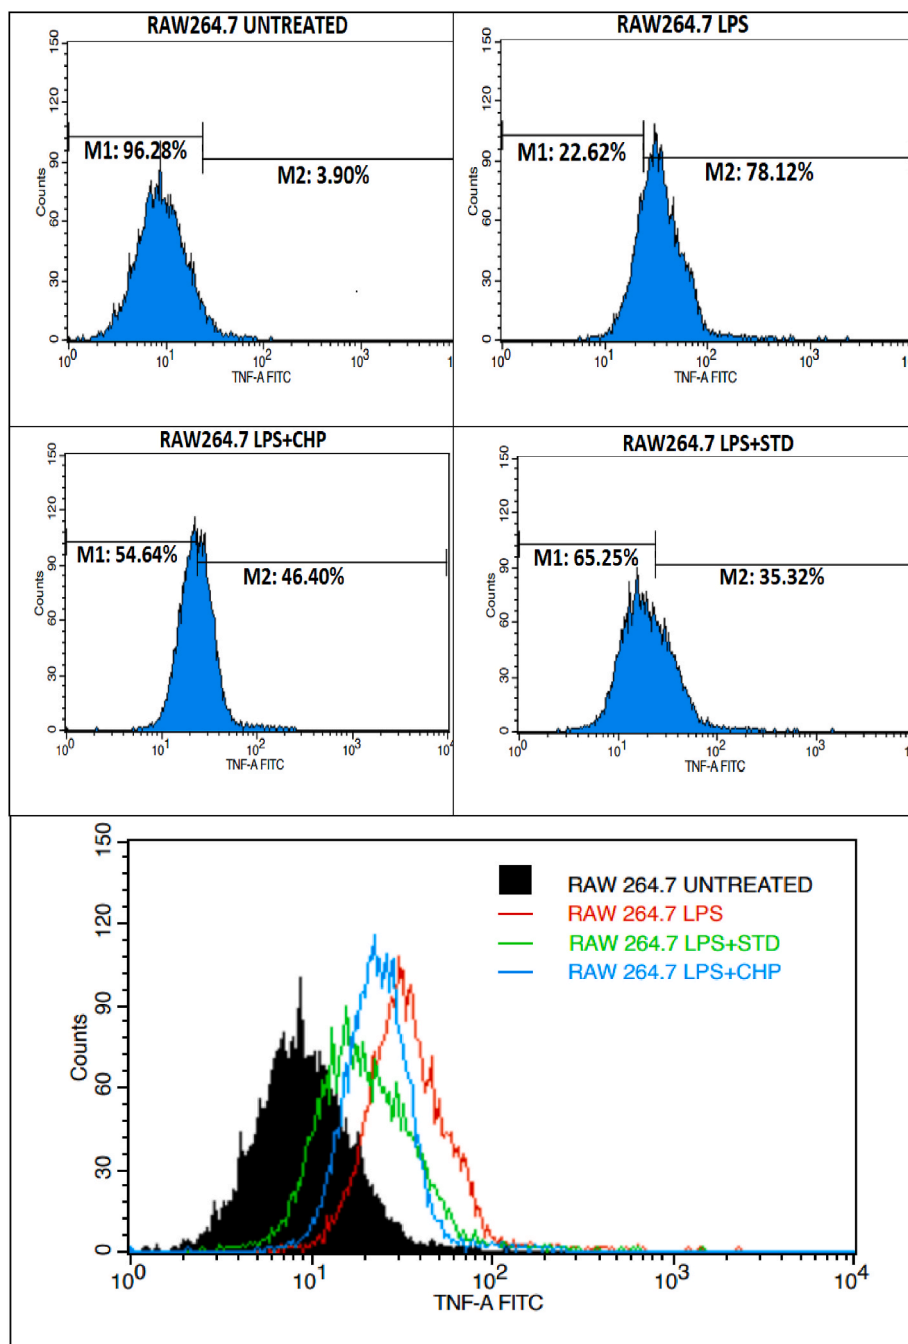 RAW264.7 UNTREATED
150
120
90
60
30
0
Counts
M1: 96.28%
M2: 3.90%
10⁰ 10¹ 10² 10³
TNF-A FITC
RAW264.7 LPS
150
120
90
60
30
0
Counts
M1: 22.62%
M2: 78.12%
10⁰ 10¹ 10² 10³
TNF-A FITC
RAW264.7 LPS+CHP
150
120
90
60
30
0
Counts
M1: 54.64%
M2: 46.40%
10⁰ 10¹ 10² 10³ 10⁴
TNF-A FITC
RAW264.7 LPS+STD
150
120
90
60
30
0
Counts
M1: 65.25%
M2: 35.32%
10⁰ 10¹ 10² 10³
TNF-A FITC
150
120
90
60
30
0
Counts
RAW 264.7 UNTREATED
RAW 264.7 LPS
RAW 264.7 LPS+STD
RAW 264.7 LPS+CHP
10⁰ 10¹ 10² 10³ 10⁴
TNF-A FITC